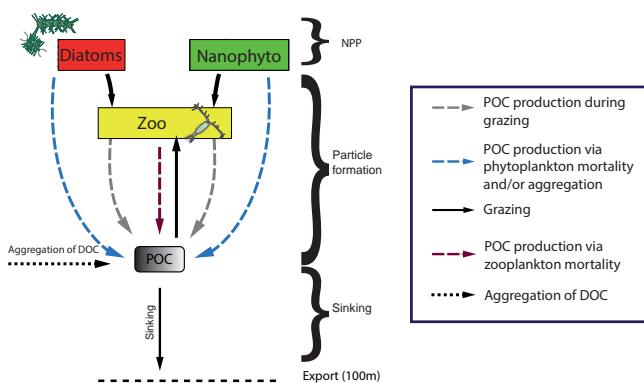 Diatoms
Nanophyto
NPP
Zoo
Particle
formation
Aggregation of DOC
POC
Sinking
Sinking
Export (100m)
POC production during
grazing
POC production via
phytoplankton mortality
and/or aggregation
Grazing
POC production via
zooplankton mortality
Aggregation of DOC